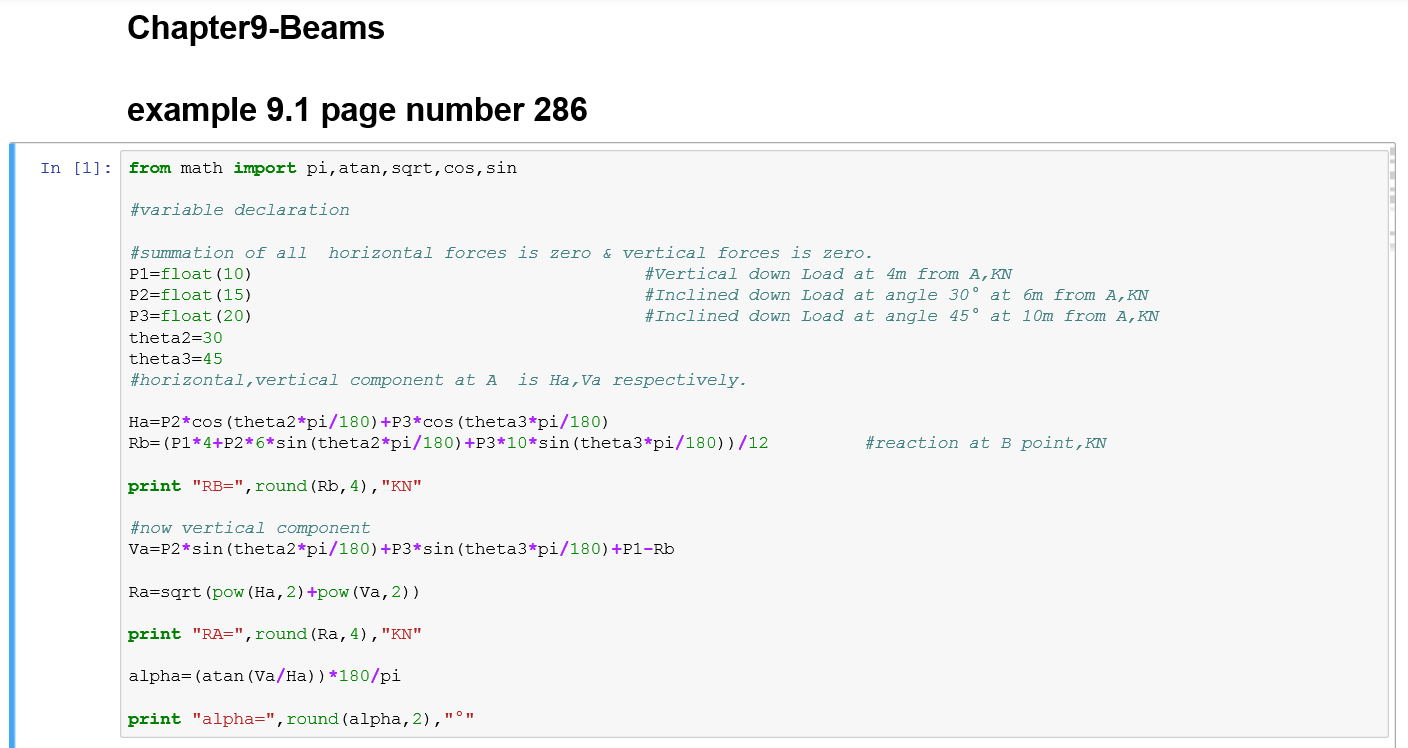 Chapter9-Beams
example 9.1 page number 286
In [1]: from math import pi,atan,sqrt,cos,sin
#variable declaration
#summation of all  horizontal forces is zero & vertical forces is zero.
P1=float(10) #Vertical down Load at 4m from A,KN
P2=float(15) #Inclined down Load at angle 30° at 6m from A,KN
P3=float(20) #Inclined down Load at angle 45° at 10m from A,KN
theta2=30
theta3=45
#horizontal,vertical component at A  is Ha,Va respectively.
Ha=P2*cos(theta2*pi/180)+P3*cos(theta3*pi/180)
Rb=(P1*4+P2*6*sin(theta2*pi/180)+P3*10*sin(theta3*pi/180))/12 #reaction at B point,KN
print "RB=",round(Rb,4),"KN"
#now vertical component
Va=P2*sin(theta2*pi/180)+P3*sin(theta3*pi/180)+P1-Rb
Ra=sqrt(pow(Ha,2)+pow(Va,2))
print "RA=",round(Ra,4),"KN"
alpha=(atan(Va/Ha))*180/pi
print "alpha=",round(alpha,2),"°"